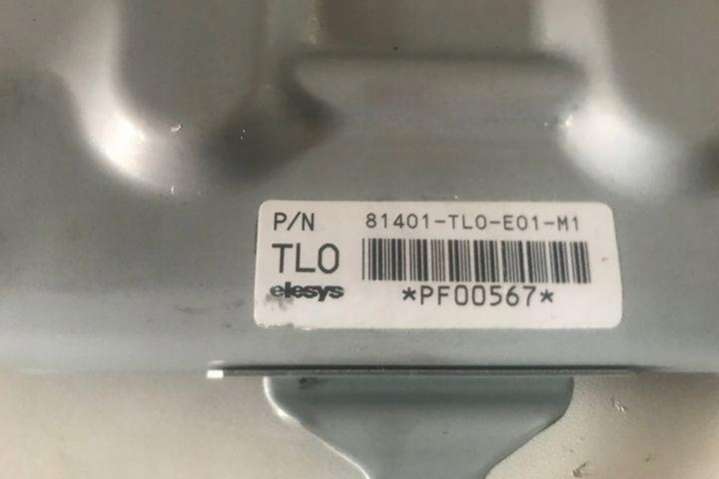 P/N 81401-TL0-E01-M1
TL0
elesys *PF00567*